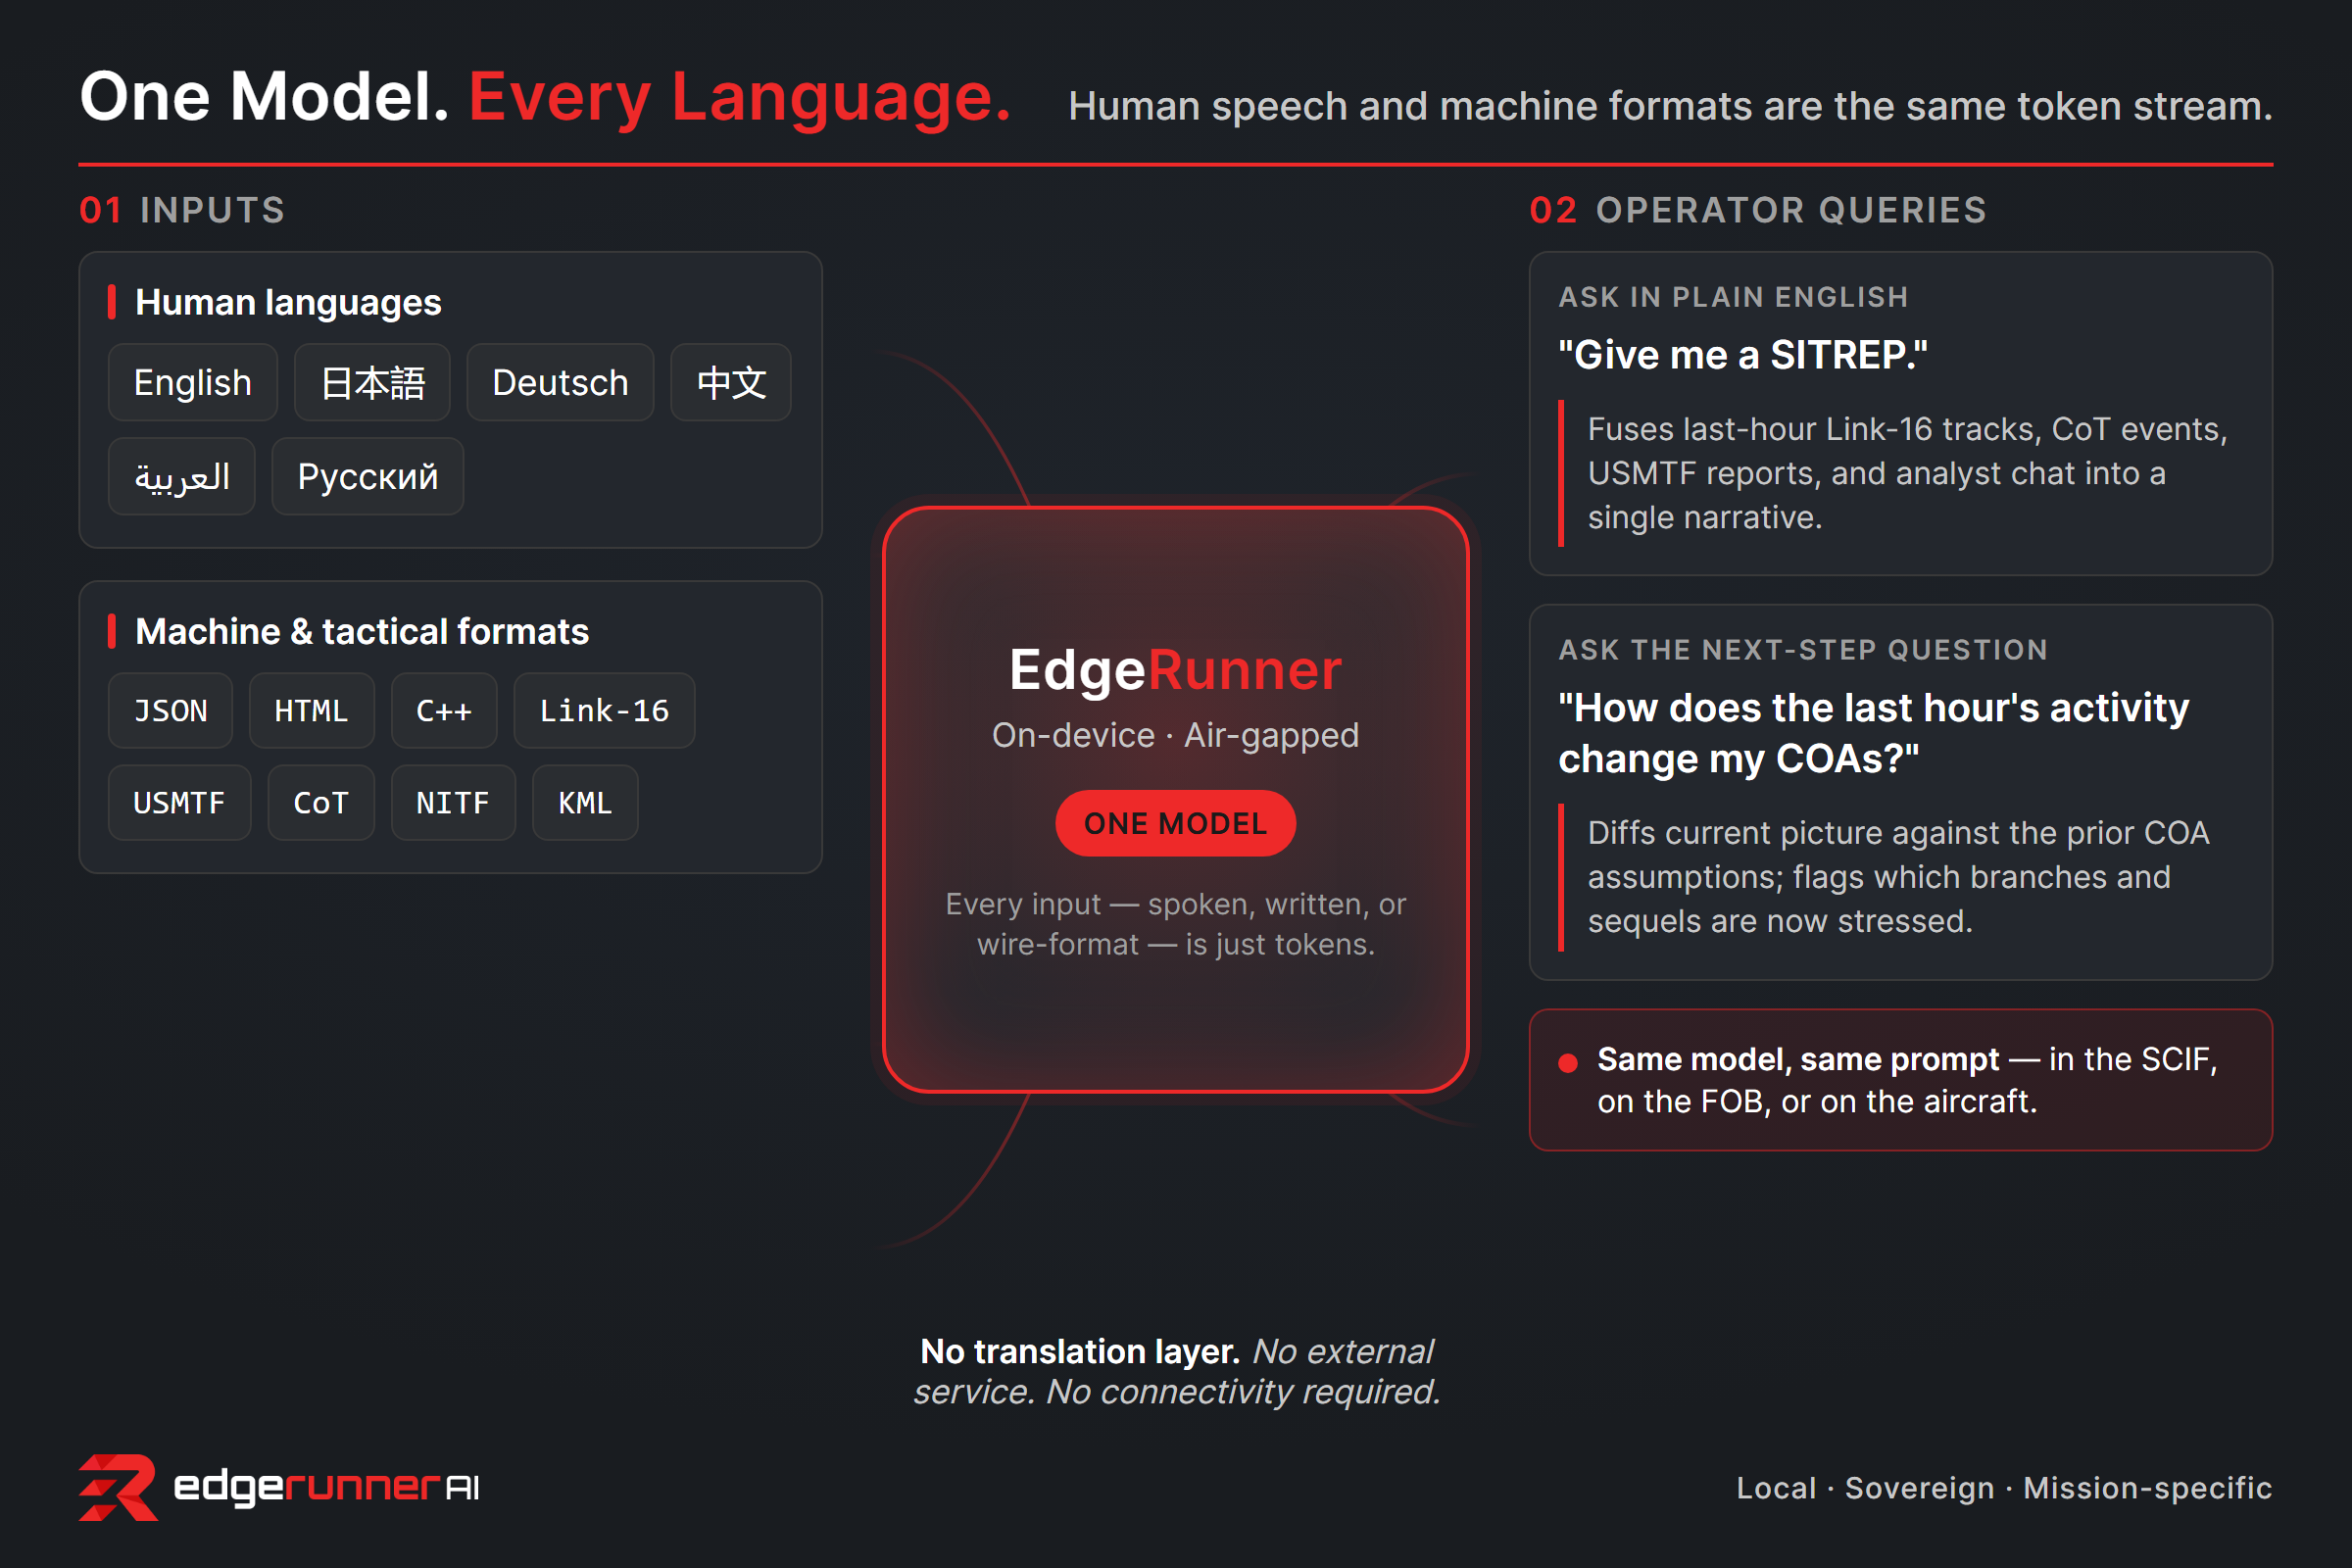 One Model. Every Language.
Human speech and machine formats are the same token stream.
01 INPUTS
Human languages
English
日本語
Deutsch
中文
العربية
Русский
Machine & tactical formats
JSON
HTML
C++
Link-16
USMTF
CoT
NITF
KML
EdgeRunner
On-device · Air-gapped
ONE MODEL
Every input — spoken, written, or
wire-format — is just tokens.
No translation layer. No external
service. No connectivity required.
02 OPERATOR QUERIES
ASK IN PLAIN ENGLISH
"Give me a SITREP."
Fuses last-hour Link-16 tracks, CoT events,
USMTF reports, and analyst chat into a
single narrative.
ASK THE NEXT-STEP QUESTION
"How does the last hour's activity
change my COAs?"
Diffs current picture against the prior COA
assumptions; flags which branches and
sequels are now stressed.
Same model, same prompt — in the SCIF,
on the FOB, or on the aircraft.
edgerunner AI
Local · Sovereign · Mission-specific